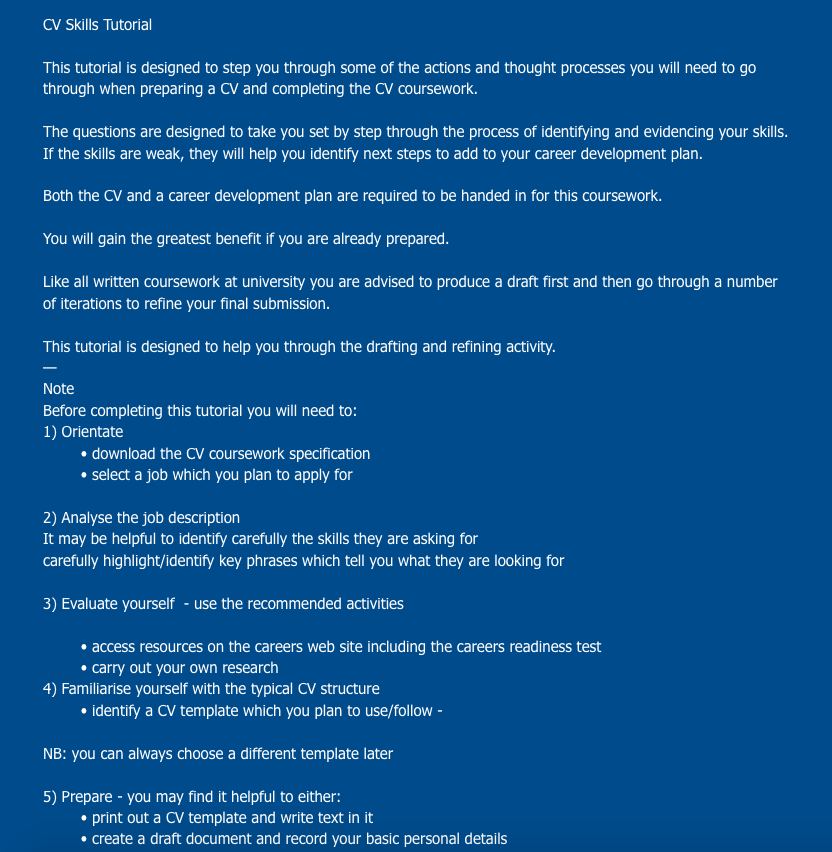 CV Skills Tutorial
This tutorial is designed to step you through some of the actions and thought processes you will need to go
through when preparing a CV and completing the CV coursework.
The questions are designed to take you set by step through the process of identifying and evidencing your skills.
If the skills are weak, they will help you identify next steps to add to your career development plan.
Both the CV and a career development plan are required to be handed in for this coursework.
You will gain the greatest benefit if you are already prepared.
Like all written coursework at university you are advised to produce a draft first and then go through a number
of iterations to refine your final submission.
This tutorial is designed to help you through the drafting and refining activity.
—
Note
Before completing this tutorial you will need to:
1) Orientate
• download the CV coursework specification
• select a job which you plan to apply for
2) Analyse the job description
It may be helpful to identify carefully the skills they are asking for
carefully highlight/identify key phrases which tell you what they are looking for
3) Evaluate yourself - use the recommended activities
• access resources on the careers web site including the careers readiness test
• carry out your own research
4) Familiarise yourself with the typical CV structure
• identify a CV template which you plan to use/follow -
NB: you can always choose a different template later
5) Prepare - you may find it helpful to either:
• print out a CV template and write text in it
• create a draft document and record your basic personal details